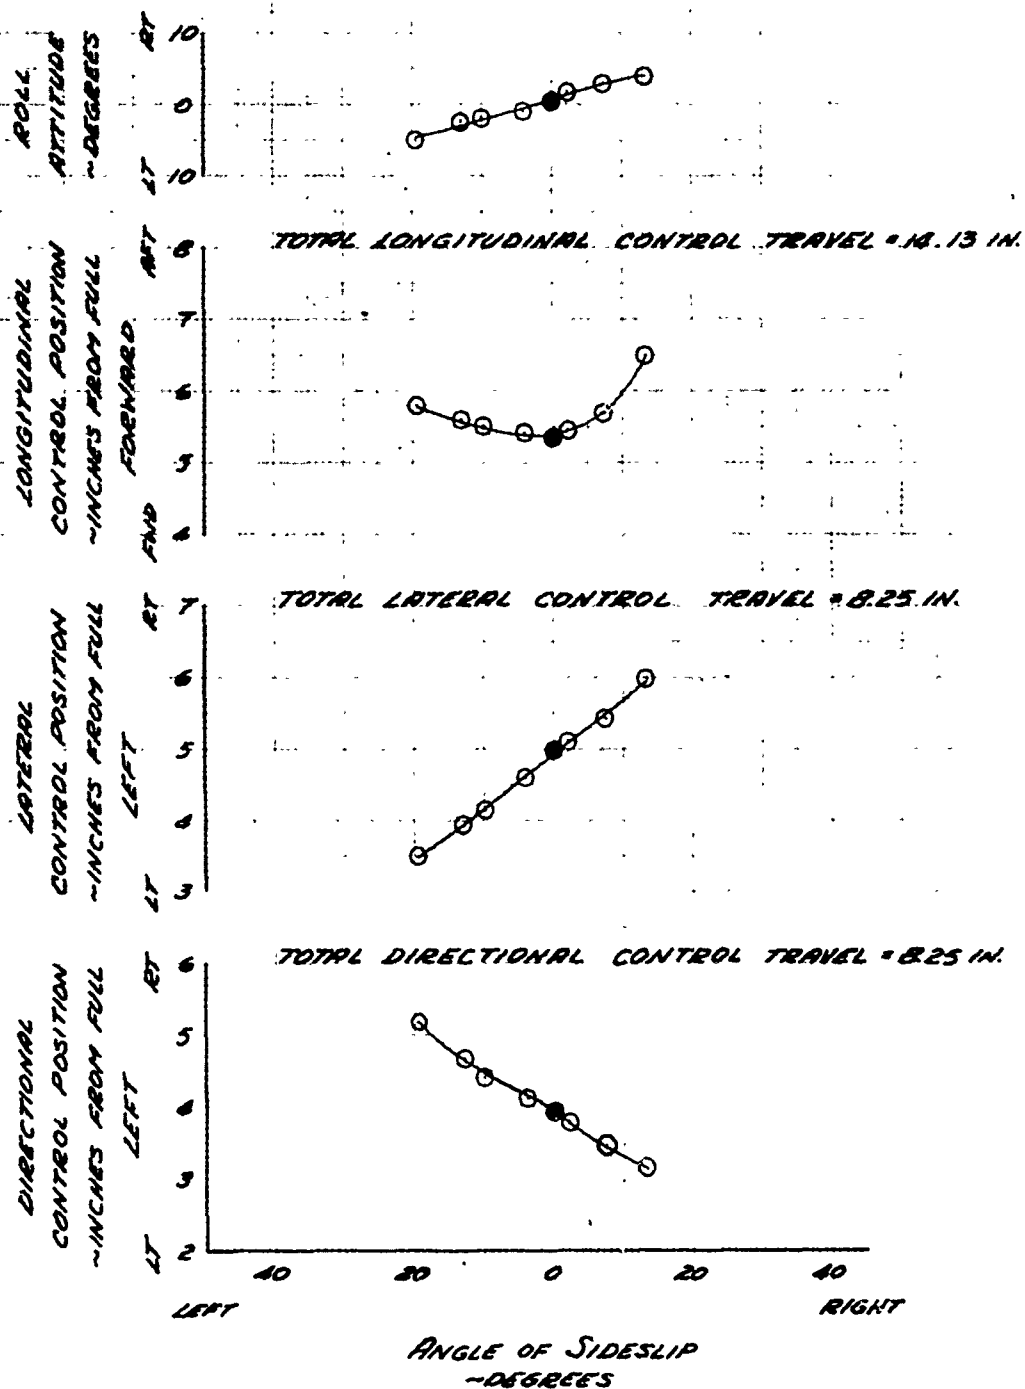 ROLL
ATTITUDE
~DEGREES
LT RT
10
0
10
TOTAL LONGITUDINAL CONTROL TRAVEL = 14.13 IN.
LONGITUDINAL
CONTROL POSITION
~INCHES FROM FULL
FORWARD
FWD AFT
8
7
6
5
4
TOTAL LATERAL CONTROL TRAVEL = 8.25 IN.
LATERAL
CONTROL POSITION
~INCHES FROM FULL
LEFT
LT RT
7
6
5
4
3
TOTAL DIRECTIONAL CONTROL TRAVEL = 8.25 IN.
DIRECTIONAL
CONTROL POSITION
~INCHES FROM FULL
LEFT
LT RT
6
5
4
3
2
40 20 0 20 40
LEFT RIGHT
ANGLE OF SIDESLIP
~DEGREES